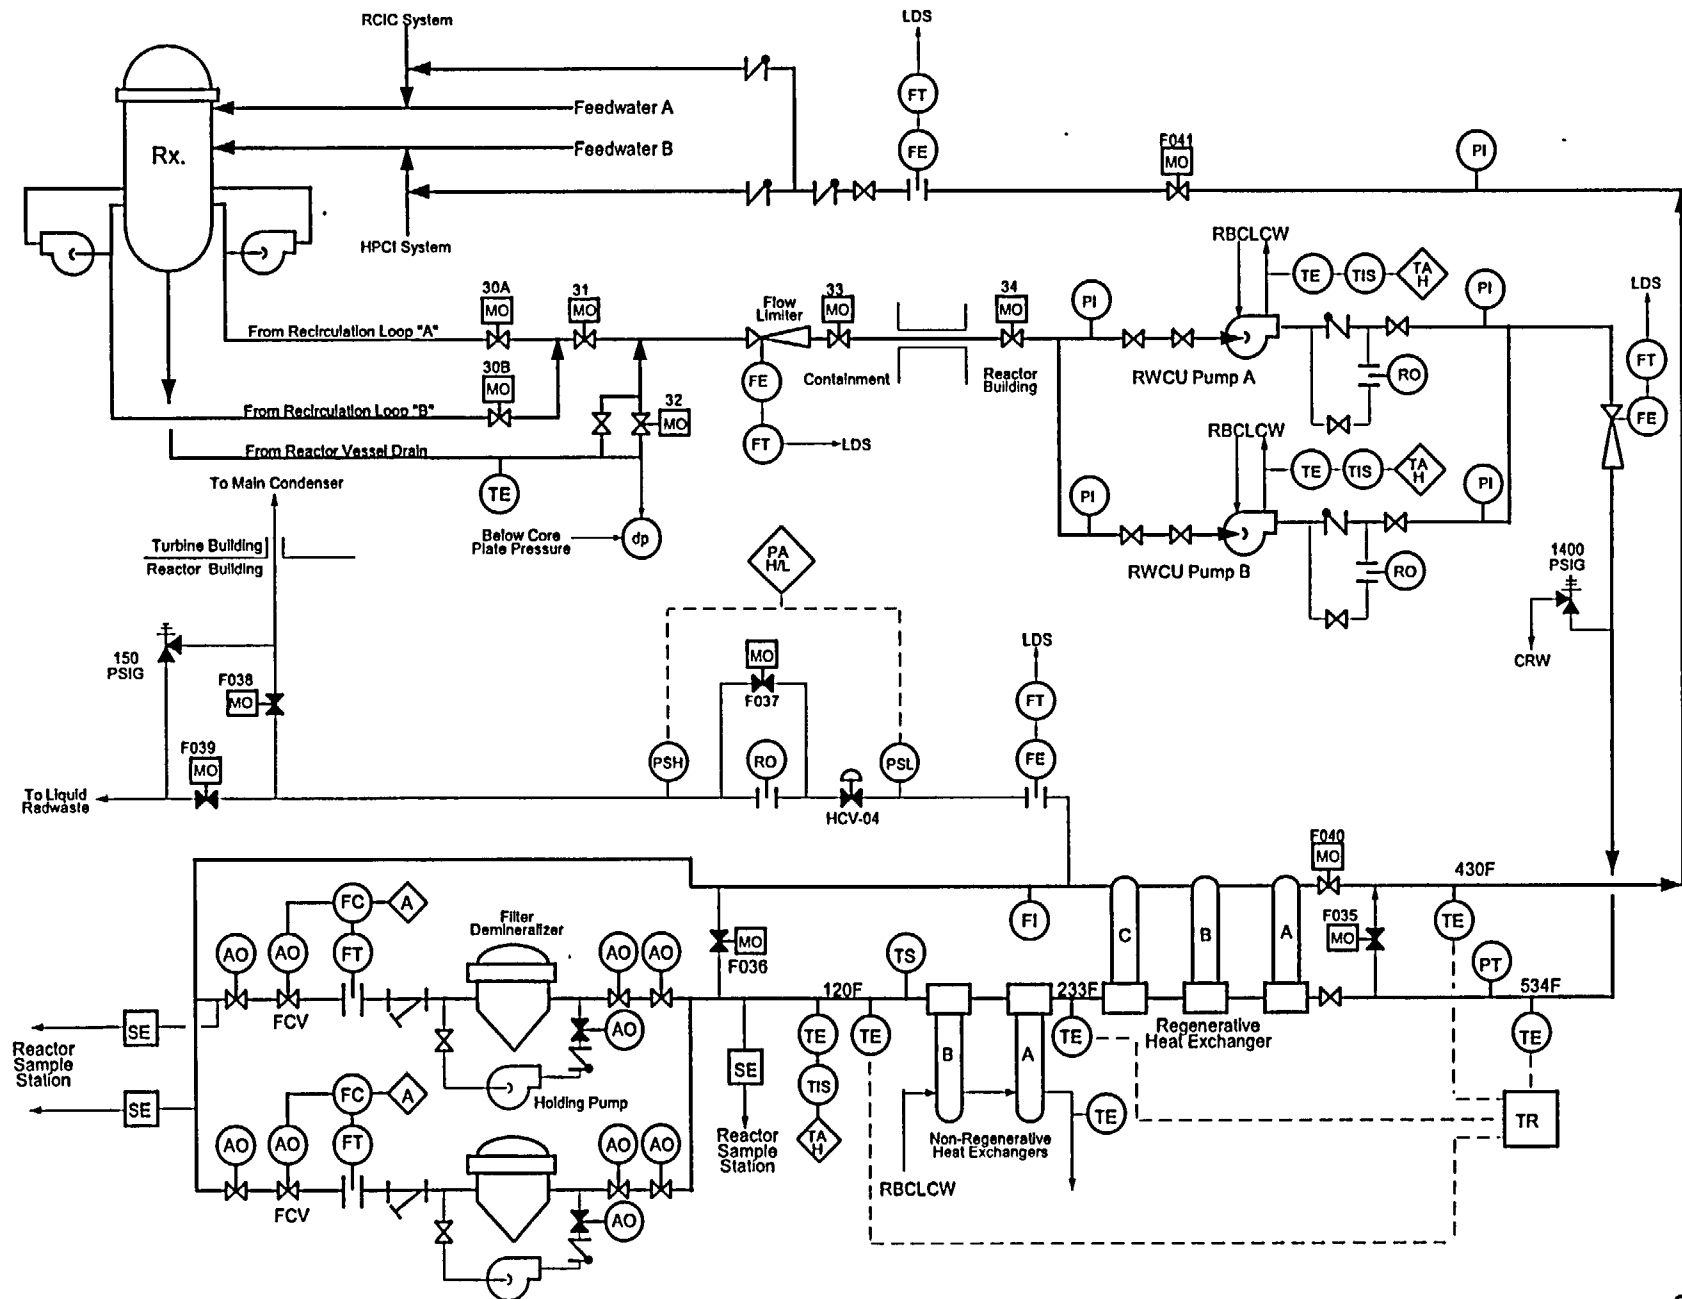 RCIC System
LDS
FT
Feedwater A
Rx.
Feedwater B
FE
F041
MO
PI
HPCI System
RBCLCW
TE
TIS
TA
H
PI
LDS
30A
MO
31
MO
Flow
Limiter
33
MO
34
MO
PI
FT
From Recirculation Loop "A"
30B
MO
FE
Containment
Reactor
Building
RWCU Pump A
RO
FE
From Recirculation Loop "B"
32
MO
FT
LDS
RBCLCW
From Reactor Vessel Drain
TE
TIS
TA
H
To Main Condenser
TE
PI
PI
Below Core
Plate Pressure
dp
Turbine Building
Reactor Building
PA
H/L
RWCU Pump B
RO
1400
PSIG
150
PSIG
MO
F037
LDS
CRW
F038
MO
FT
F039
MO
PSH
RO
PSL
FE
To Liquid
Radwaste
HCV-04
F040
MO
430F
FC
A
Filter
Demineralizer
FI
C
B
A
F035
MO
TE
AO
AO
FT
AO
AO
MO
F036
TS
PT
120F
233F
534F
FCV
SE
AO
TE
TE
TE
Regenerative
Heat Exchanger
TE
Reactor
Sample
Station
B
A
SE
FC
A
Holding Pump
SE
TIS
TE
TR
AO
AO
FT
AO
AO
Reactor
Sample
Station
TA
H
Non-Regenerative
Heat Exchangers
RBCLCW
FCV
AO